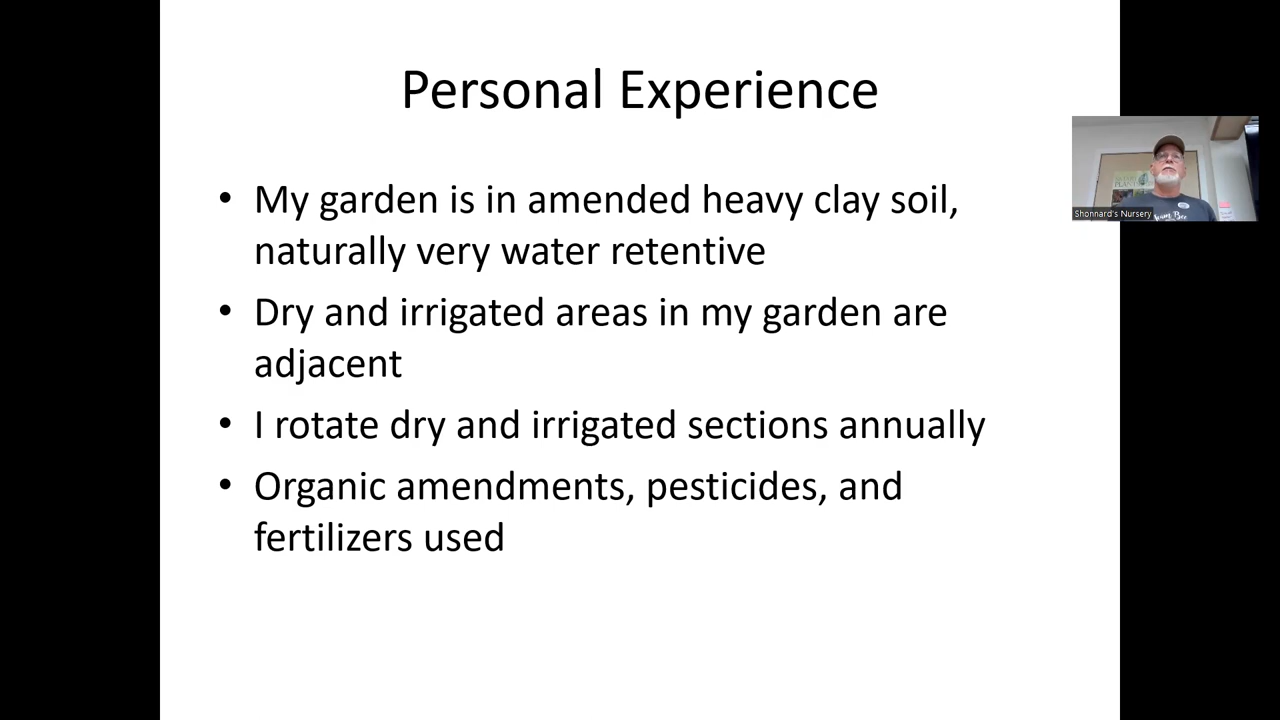 Personal Experience
• My garden is in amended heavy clay soil,
naturally very water retentive
• Dry and irrigated areas in my garden are
adjacent
• I rotate dry and irrigated sections annually
• Organic amendments, pesticides, and
fertilizers used
Shonnard's Nursery